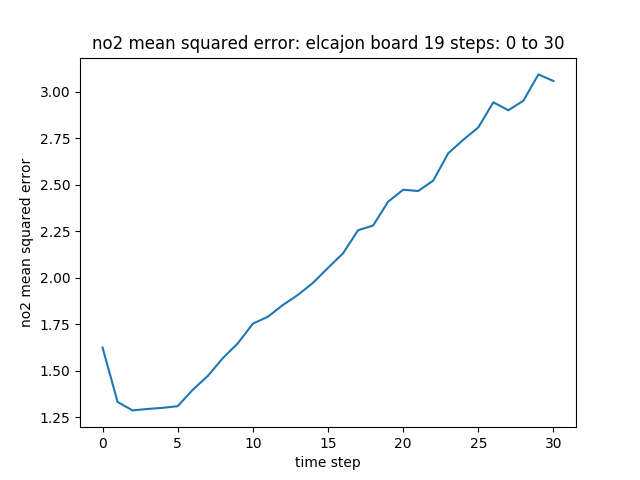 no2 mean squared error: elcajon board 19 steps: 0 to 30
no2 mean squared error
3.00
2.75
2.50
2.25
2.00
1.75
1.50
1.25
0 5 10 15 20 25 30
time step